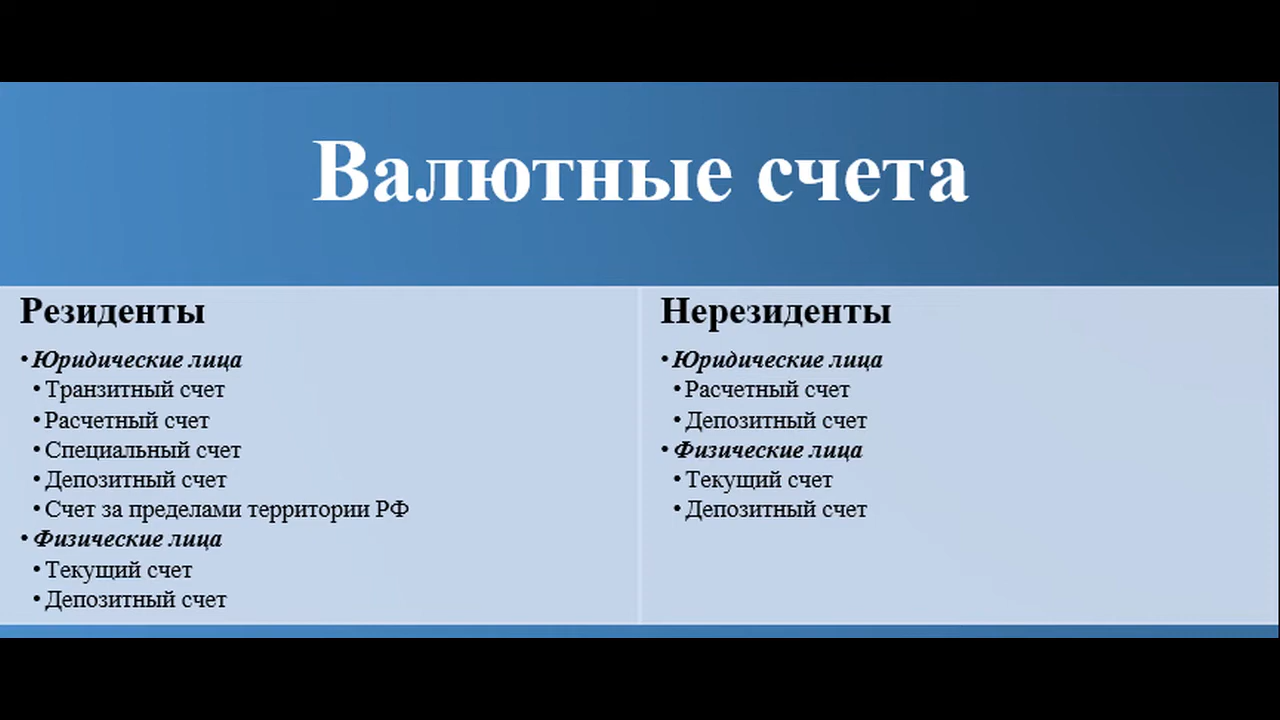 Валютные счета
Резиденты
• Юридические лица
• Транзитный счет
• Расчетный счет
• Специальный счет
• Депозитный счет
• Счет за пределами территории РФ
• Физические лица
• Текущий счет
• Депозитный счет
Нерезиденты
• Юридические лица
• Расчетный счет
• Депозитный счет
• Физические лица
• Текущий счет
• Депозитный счет